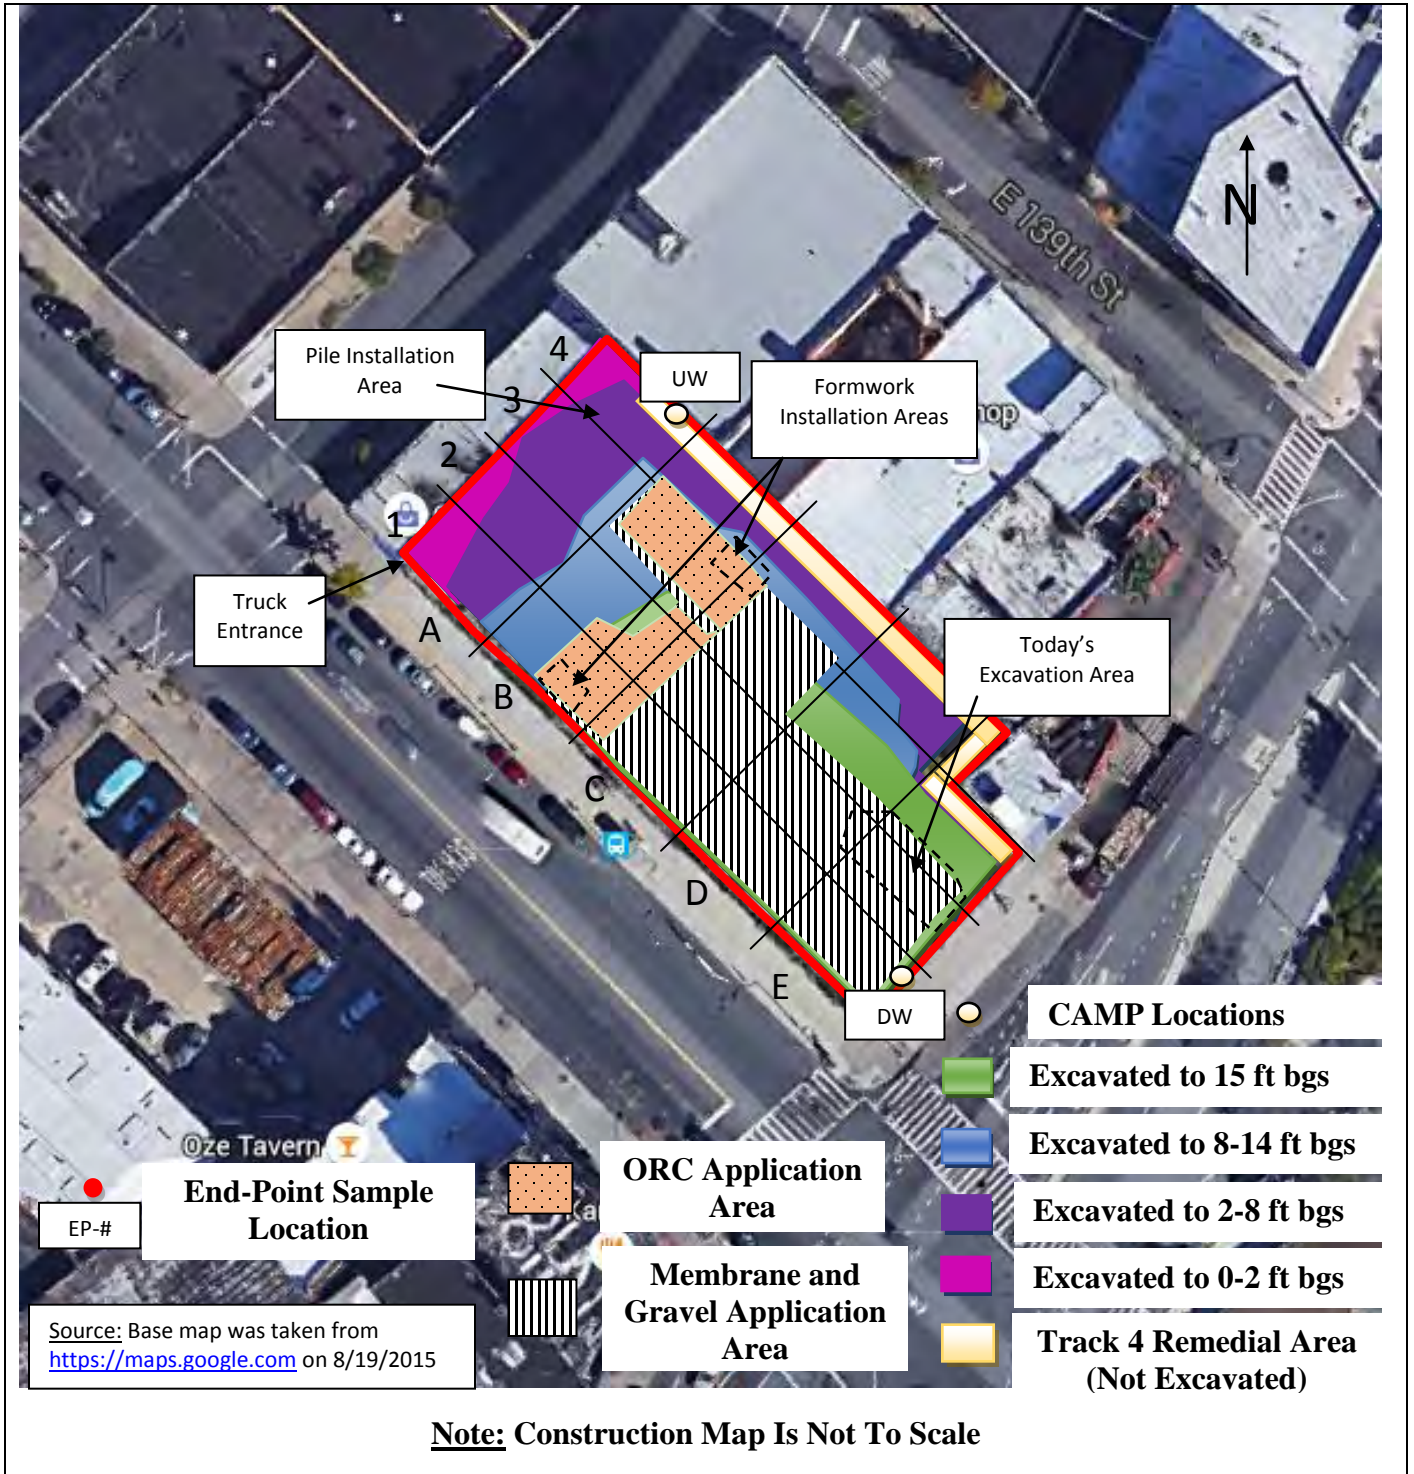 E 139th St
N
4
Pile Installation
Area
UW
Formwork
Installation Areas
3
hop
2
1
Truck
Entrance
A
Today's
Excavation Area
B
C
D
E
DW
CAMP Locations
Excavated to 15 ft bgs
Excavated to 8-14 ft bgs
Excavated to 2-8 ft bgs
Excavated to 0-2 ft bgs
Track 4 Remedial Area
(Not Excavated)
Oze Tavern
End-Point Sample
Location
EP-#
ORC Application
Area
Ka
Membrane and
Gravel Application
Area
Source: Base map was taken from
https://maps.google.com on 8/19/2015
Note: Construction Map Is Not To Scale